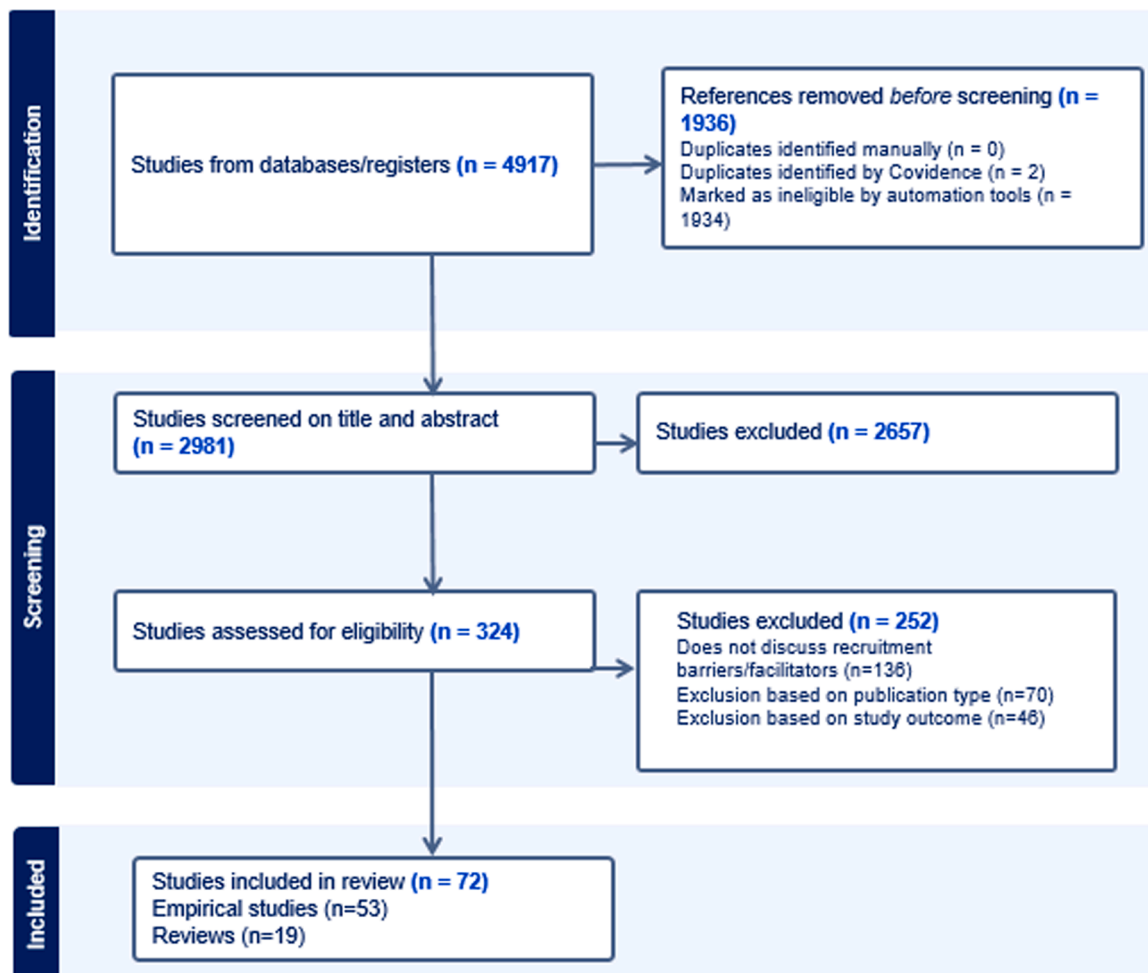 Identification
Studies from databases/registers (n = 4917)
References removed before screening (n =
1936)
Duplicates identified manually (n = 0)
Duplicates identified by Covidence (n = 2)
Marked as ineligible by automation tools (n =
1934)
Screening
Studies screened on title and abstract
(n = 2981)
Studies excluded (n = 2657)
Studies assessed for eligibility (n = 324)
Studies excluded (n = 252)
Does not discuss recruitment
barriers/facilitators (n=136)
Exclusion based on publication type (n=70)
Exclusion based on study outcome (n=46)
Included
Studies included in review (n = 72)
Empirical studies (n=53)
Reviews (n=19)